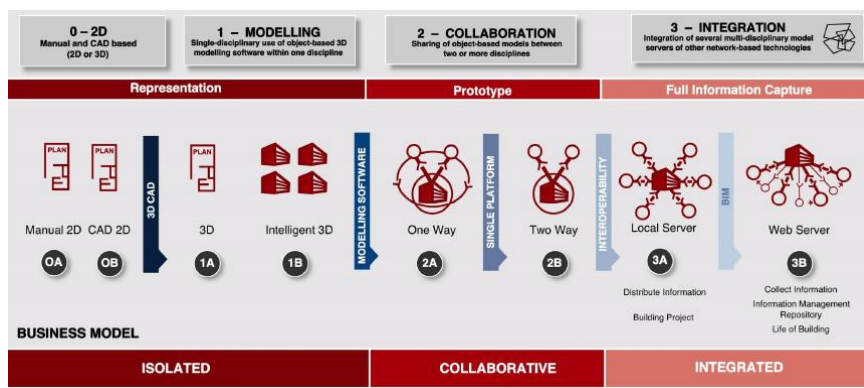 0 – 2D
Manual and CAD based
(2D or 3D)
1 – MODELLING
Single-disciplinary use of object-based 3D
modelling software within one discipline
2 – COLLABORATION
Sharing of object-based models between
two or more disciplines
3 – INTEGRATION
Integration of several multi-disciplinary model
servers of other network-based technologies
Representation
Prototype
Full Information Capture
PLAN
PLAN
3D CAD
PLAN
MODELLING SOFTWARE
SINGLE PLATFORM
INTEROPERABILITY
BIM
Manual 2D
CAD 2D
3D
Intelligent 3D
One Way
Two Way
Local Server
Web Server
OA
OB
1A
1B
2A
2B
3A
3B
Distribute Information
Building Project
Collect Information
Information Management
Repository
Life of Building
BUSINESS MODEL
ISOLATED
COLLABORATIVE
INTEGRATED